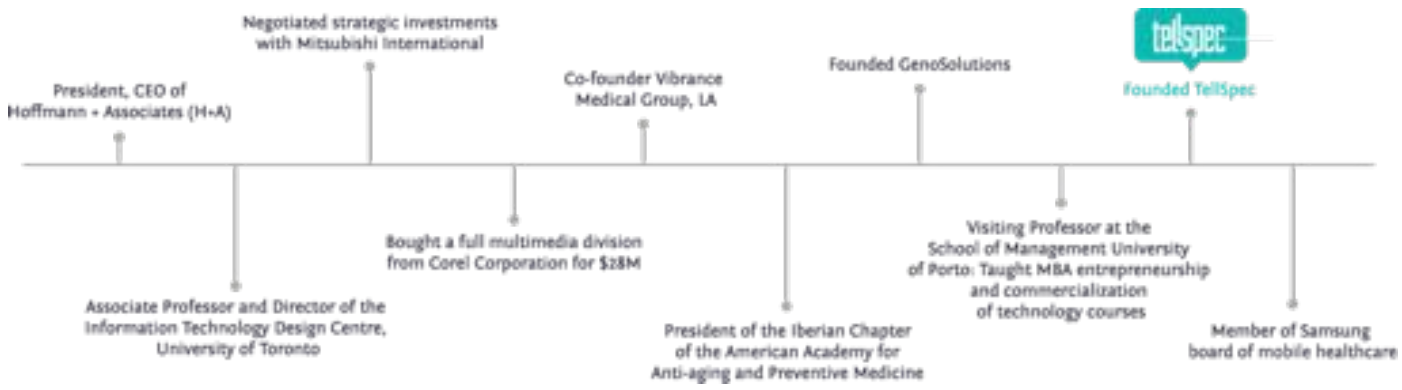 President, CEO of
Hoffmann + Associates (H+A)
Associate Professor and Director of the
Information Technology Design Centre,
University of Toronto
Negotiated strategic investments
with Mitsubishi International
Bought a full multimedia division
from Corel Corporation for $28M
Co-founder Vibrance
Medical Group, LA
President of the Iberian Chapter
of the American Academy for
Anti-aging and Preventive Medicine
Founded GenoSolutions
Visiting Professor at the
School of Management University
of Porto: Taught MBA entrepreneurship
and commercialization
of technology courses
tellspec
Founded TellSpec
Member of Samsung
board of mobile healthcare